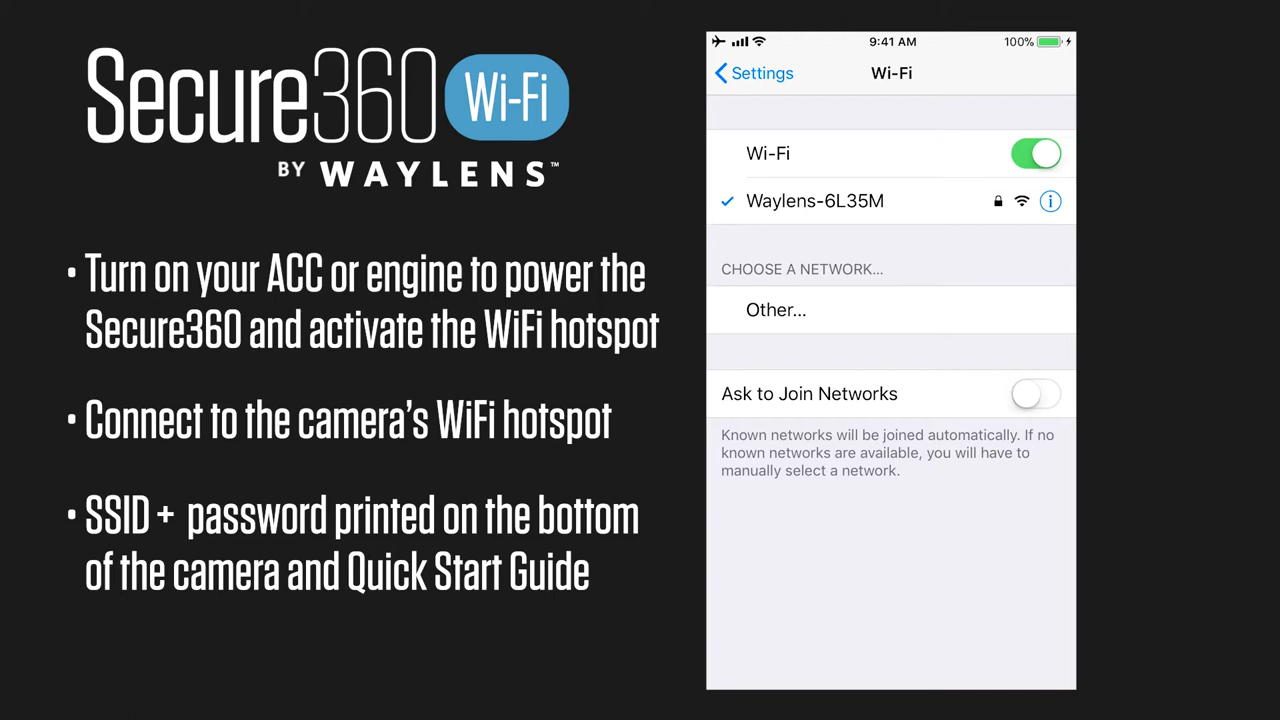 Secure360 Wi-Fi
BY WAYLENS™
• Turn on your ACC or engine to power the
Secure360 and activate the WiFi hotspot
• Connect to the camera's WiFi hotspot
• SSID + password printed on the bottom
of the camera and Quick Start Guide
9:41 AM
100%
Settings
Wi-Fi
Wi-Fi
Waylens-6L35M
CHOOSE A NETWORK...
Other...
Ask to Join Networks
Known networks will be joined automatically. If no
known networks are available, you will have to
manually select a network.